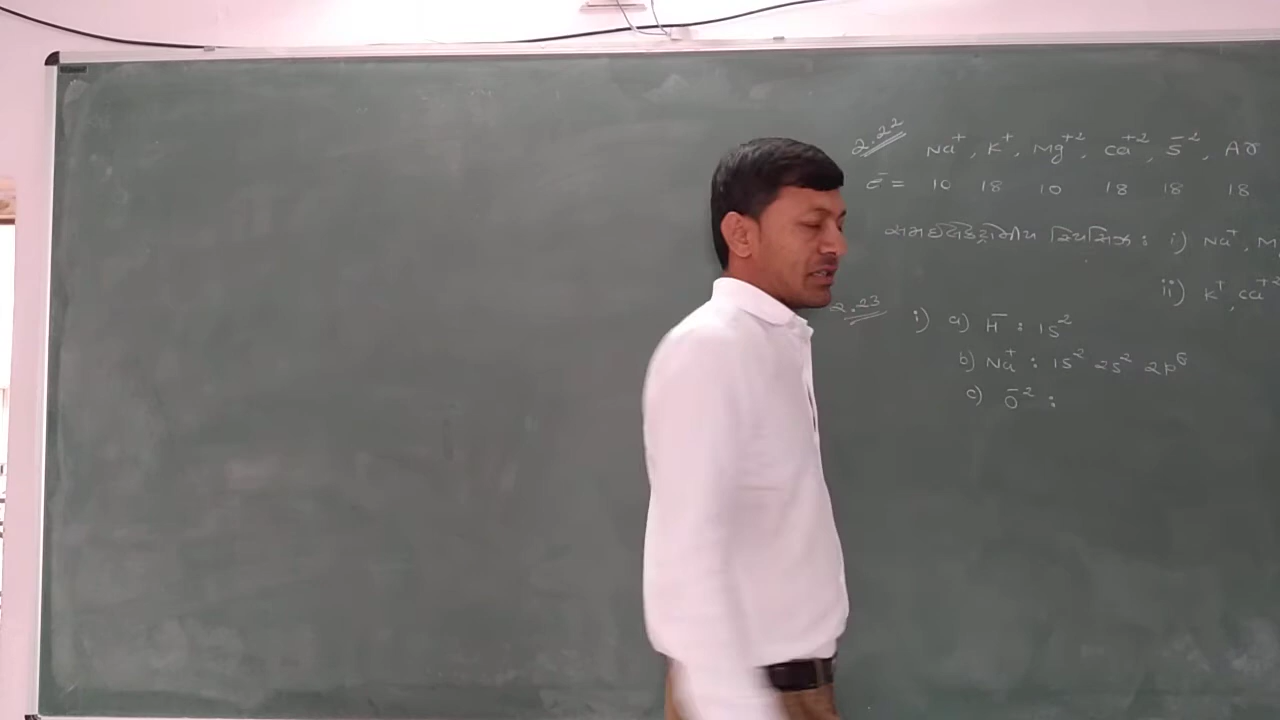 2.22 Na⁺, K⁺, Mg⁺², Ca⁺², S⁻², Ar
e⁻ = 10 18 10 18 18 18
સમઇલેક્ટ્રોનીય સ્પિસિઝ : i) Na⁺, M
ii) K⁺, Ca⁺²
2.23 i) a) H⁻ : 1s²
b) Na⁺ : 1s² 2s² 2p⁶
c) O⁻² :